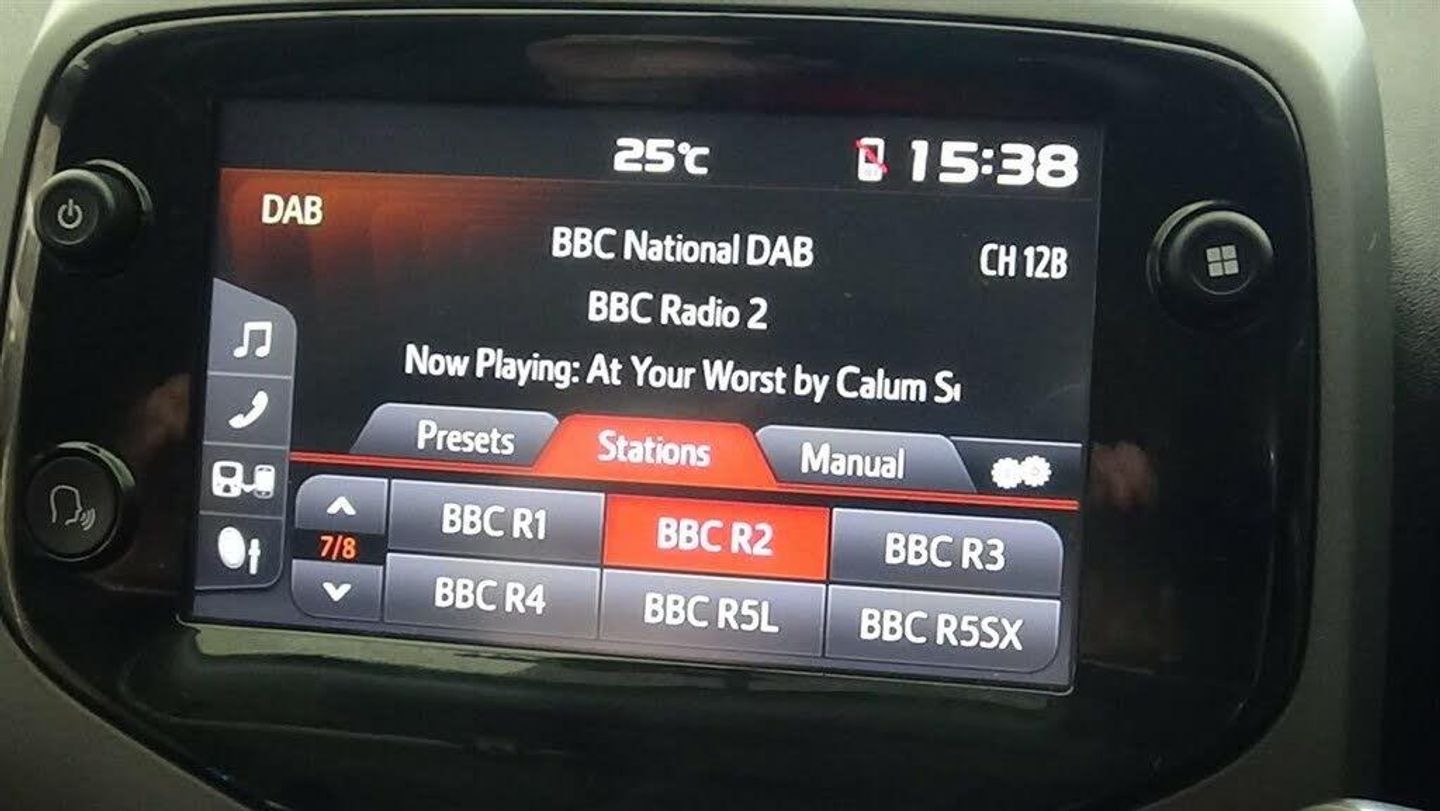 25°C 15:38
DAB
BBC National DAB CH 12B
BBC Radio 2
Now Playing: At Your Worst by Calum
Presets Stations Manual
BBC R1 BBC R2 BBC R3
7/8
BBC R4 BBC R5L BBC R5SX